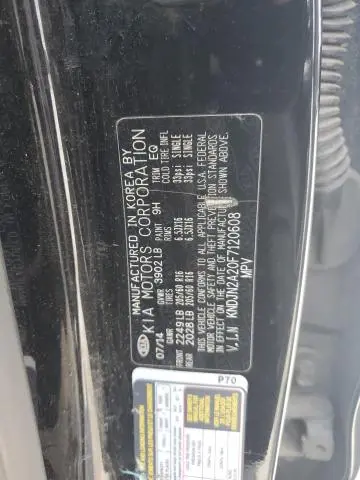 MANUFACTURED IN KOREA BY
KIA MOTORS CORPORATION
KIA
07/14 GVWR 3902 LB PAINT 9H TRIM EG
GAWR TIRES RIMS COLD TIRE INFL
FRONT 2249 LB 205/60 R16 6.5JX16 33psi SINGLE
REAR 2028 LB 205/60 R16 6.5JX16 33psi SINGLE
THIS VEHICLE CONFORMS TO ALL APPLICABLE U.S.A. FEDERAL
MOTOR VEHICLE SAFETY AND THEFT PREVENTION STANDARDS
IN EFFECT ON THE DATE OF MANUFACTURE SHOWN ABOVE.
V.I.N KNDJN2A20F7120608
MPV
P70